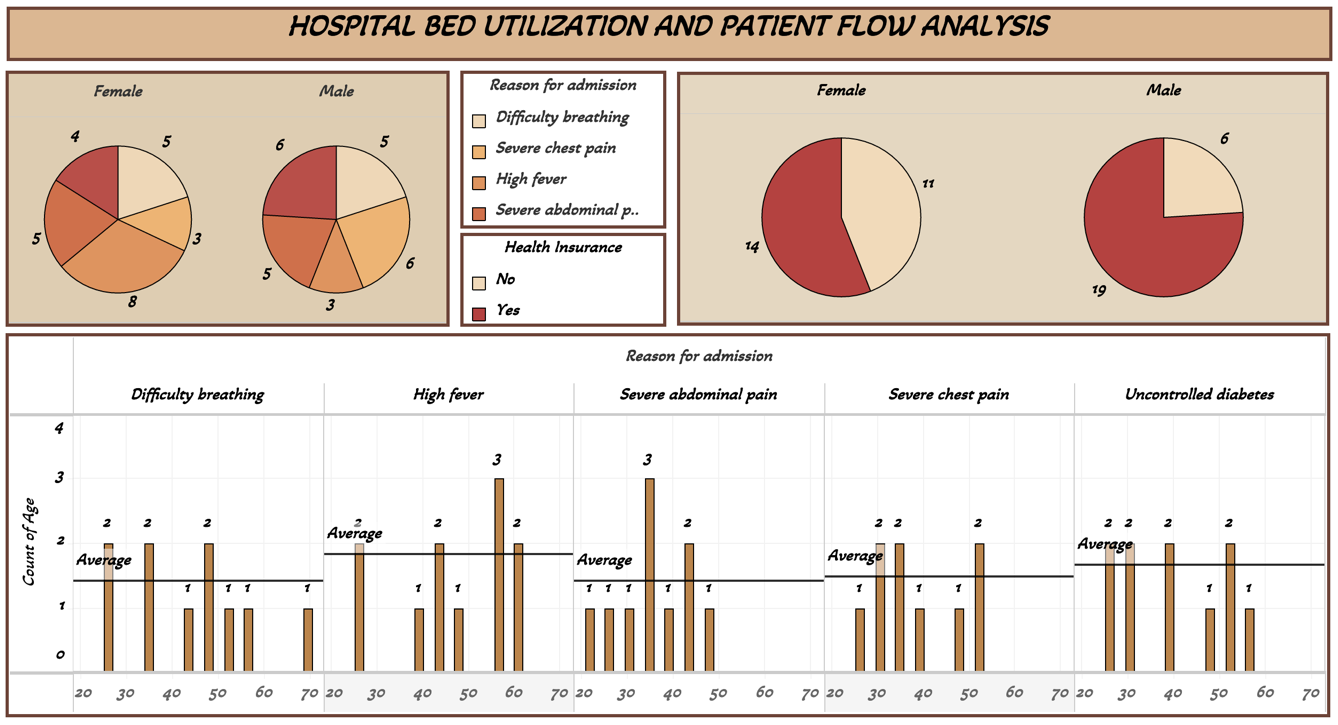 HOSPITAL BED UTILIZATION AND PATIENT FLOW ANALYSIS
Female Male
4 5 6 5
5 3 5 6
8 3
Reason for admission
Difficulty breathing
Severe chest pain
High fever
Severe abdominal p..
Health Insurance
No
Yes
Female Male
11 6
14 19
Reason for admission
Difficulty breathing High fever Severe abdominal pain Severe chest pain Uncontrolled diabetes
Count of Age
4
3
2
1
0
2 2 1 2 1 1 1
Average
2 1 2 1 3 2
Average
1 1 1 3 1 2 1
Average
1 2 2 1 1 2
Average
2 2 2 1 2 1
Average
20 30 40 50 60 70 20 30 40 50 60 70 20 30 40 50 60 70 20 30 40 50 60 70 20 30 40 50 60 70